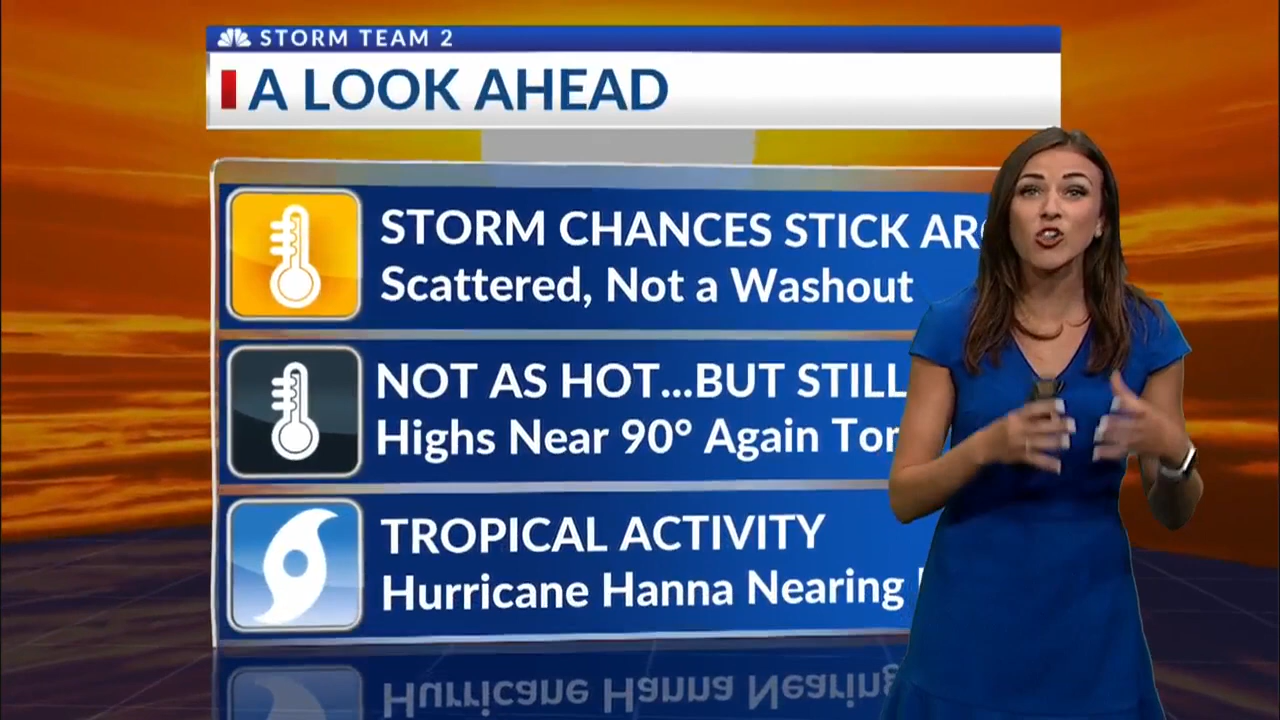 STORM TEAM 2
A LOOK AHEAD
STORM CHANCES STICK
Scattered, Not a Washout
NOT AS HOT...BUT STILL
Highs Near 90° Again
TROPICAL ACTIVITY
Hurricane Hanna Nearing
Hurricane Hanna Nearing